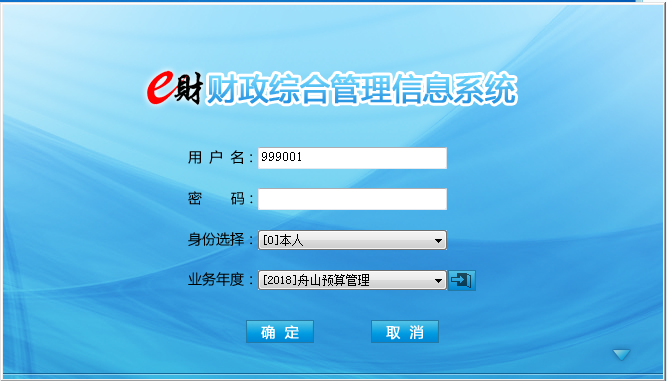 e財 财政综合管理信息系统
用 户 名：999001
密 码：
身份选择：[0]本人
业务年度：[2018]舟山预算管理
确 定 取 消